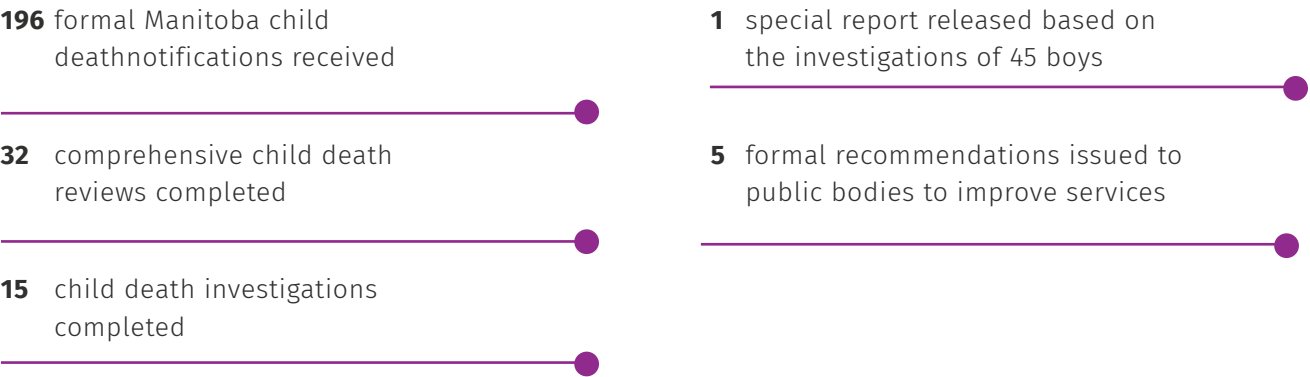 196 formal Manitoba child
deathnotifications received
32 comprehensive child death
reviews completed
15 child death investigations
completed
1 special report released based on
the investigations of 45 boys
5 formal recommendations issued to
public bodies to improve services